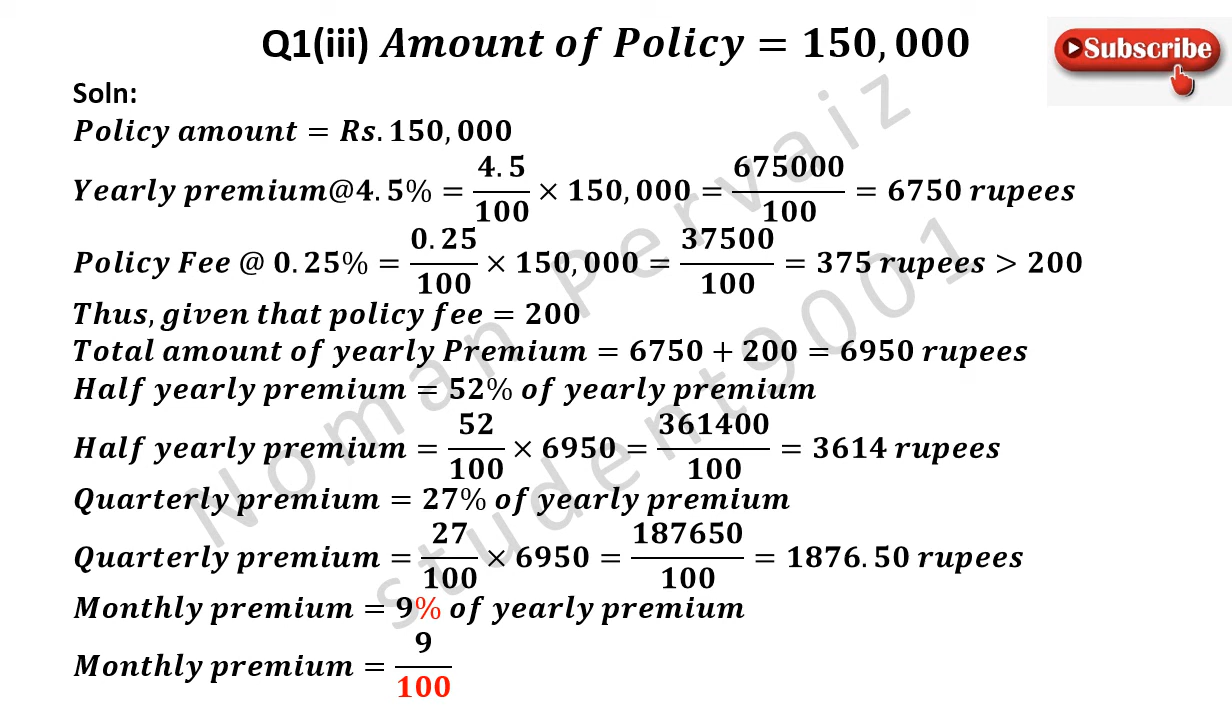 Q1(iii) Amount of Policy = 150,000
Subscribe
Soln:
Policy amount = Rs. 150,000
Yearly premium@4.5% = 4.5/100 × 150,000 = 675000/100 = 6750 rupees
Policy Fee @ 0.25% = 0.25/100 × 150,000 = 37500/100 = 375 rupees > 200
Thus, given that policy fee = 200
Total amount of yearly Premium = 6750 + 200 = 6950 rupees
Half yearly premium = 52% of yearly premium
Half yearly premium = 52/100 × 6950 = 361400/100 = 3614 rupees
Quarterly premium = 27% of yearly premium
Quarterly premium = 27/100 × 6950 = 187650/100 = 1876.50 rupees
Monthly premium = 9% of yearly premium
Monthly premium = 9/100
Noman Pervaiz
student9001